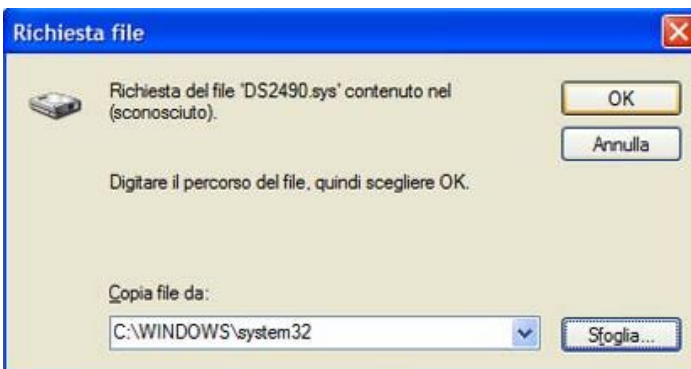 Richiesta file
Richiesta del file 'DS2490.sys' contenuto nel
(sconosciuto).
OK
Annulla
Digitare il percorso del file, quindi scegliere OK.
Copia file da:
C:\WINDOWS\system32
Sfoglia...